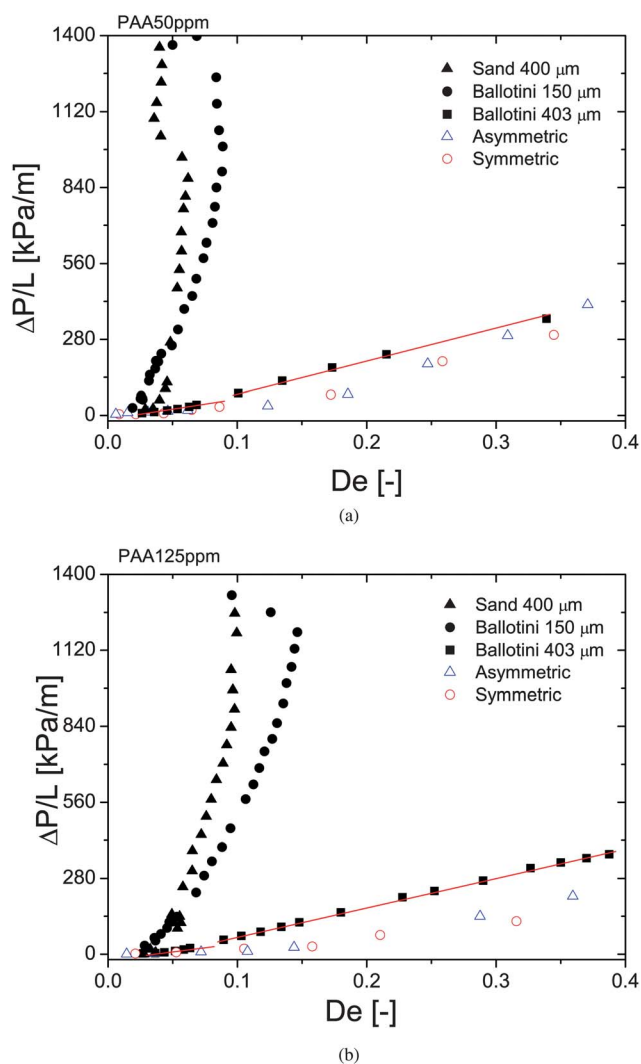 PAA50ppm
1400
1120
840
560
280
0
ΔP/L [kPa/m]
Sand 400 μm
Ballotini 150 μm
Ballotini 403 μm
Asymmetric
Symmetric
0.0 0.1 0.2 0.3 0.4
De [-]
(a)
PAA125ppm
1400
1120
840
560
280
0
ΔP/L [kPa/m]
Sand 400 μm
Ballotini 150 μm
Ballotini 403 μm
Asymmetric
Symmetric
0.0 0.1 0.2 0.3 0.4
De [-]
(b)